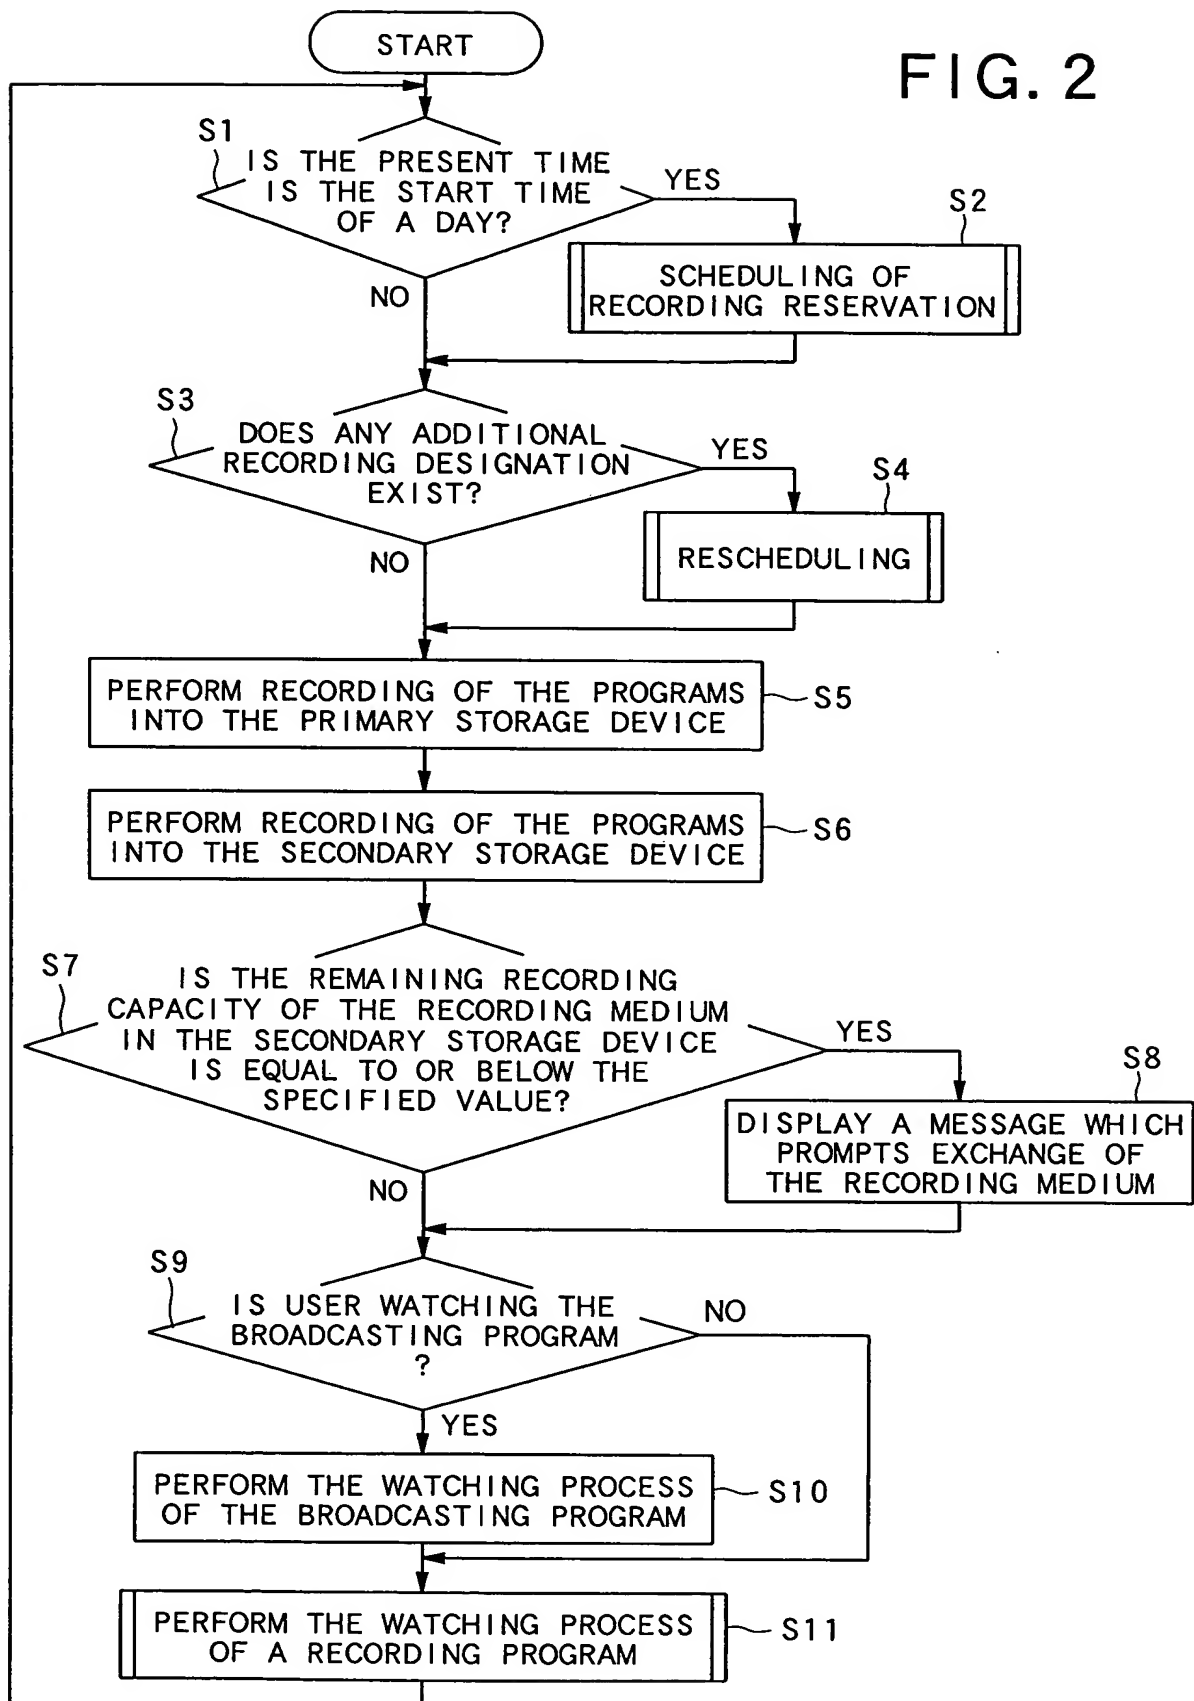 START
FIG. 2
S1
IS THE PRESENT TIME
IS THE START TIME
OF A DAY?
YES
S2
SCHEDULING OF
RECORDING RESERVATION
NO
S3
DOES ANY ADDITIONAL
RECORDING DESIGNATION
EXIST?
YES
S4
RESCHEDULING
NO
PERFORM RECORDING OF THE PROGRAMS
INTO THE PRIMARY STORAGE DEVICE
S5
PERFORM RECORDING OF THE PROGRAMS
INTO THE SECONDARY STORAGE DEVICE
S6
S7
IS THE REMAINING RECORDING
CAPACITY OF THE RECORDING MEDIUM
IN THE SECONDARY STORAGE DEVICE
IS EQUAL TO OR BELOW THE
SPECIFIED VALUE?
YES
S8
DISPLAY A MESSAGE WHICH
PROMPTS EXCHANGE OF
THE RECORDING MEDIUM
NO
S9
IS USER WATCHING THE
BROADCASTING PROGRAM
?
NO
YES
PERFORM THE WATCHING PROCESS
OF THE BROADCASTING PROGRAM
S10
PERFORM THE WATCHING PROCESS
OF A RECORDING PROGRAM
S11